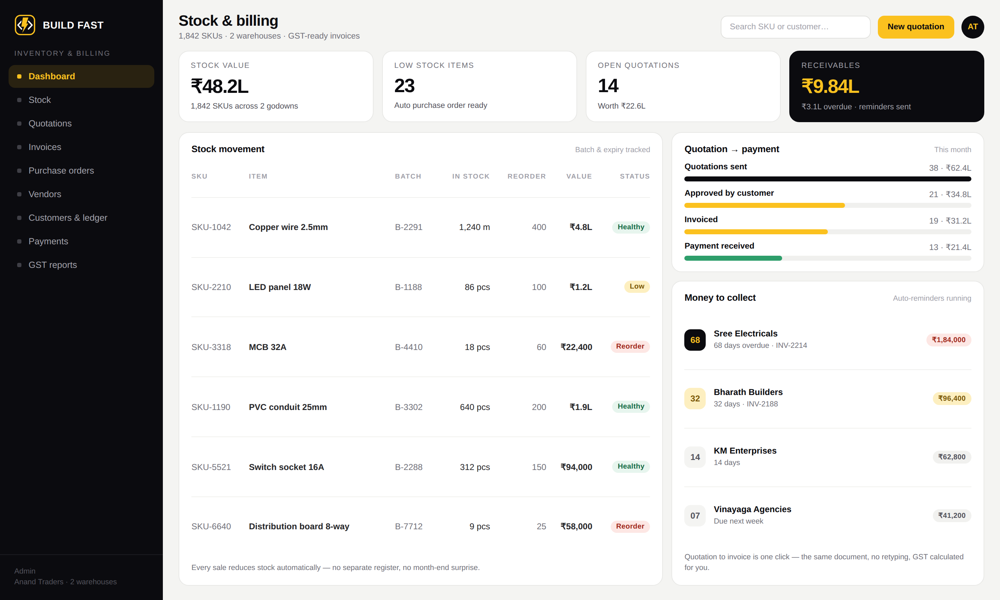 BUILD FAST
INVENTORY & BILLING
Dashboard
Stock
Quotations
Invoices
Purchase orders
Vendors
Customers & ledger
Payments
GST reports
Admin
Anand Traders · 2 warehouses
Stock & billing
1,842 SKUs · 2 warehouses · GST-ready invoices
Search SKU or customer…
New quotation
AT
STOCK VALUE
₹48.2L
1,842 SKUs across 2 godowns
LOW STOCK ITEMS
23
Auto purchase order ready
OPEN QUOTATIONS
14
Worth ₹22.6L
RECEIVABLES
₹9.84L
₹3.1L overdue · reminders sent
Stock movement
Batch & expiry tracked
SKU ITEM BATCH IN STOCK REORDER VALUE STATUS
SKU-1042 Copper wire 2.5mm B-2291 1,240 m 400 ₹4.8L Healthy
SKU-2210 LED panel 18W B-1188 86 pcs 100 ₹1.2L Low
SKU-3318 MCB 32A B-4410 18 pcs 60 ₹22,400 Reorder
SKU-1190 PVC conduit 25mm B-3302 640 pcs 200 ₹1.9L Healthy
SKU-5521 Switch socket 16A B-2288 312 pcs 150 ₹94,000 Healthy
SKU-6640 Distribution board 8-way B-7712 9 pcs 25 ₹58,000 Reorder
Every sale reduces stock automatically — no separate register, no month-end surprise.
Quotation → payment
This month
Quotations sent 38 · ₹62.4L
Approved by customer 21 · ₹34.8L
Invoiced 19 · ₹31.2L
Payment received 13 · ₹21.4L
Money to collect
Auto-reminders running
68
Sree Electricals
68 days overdue · INV-2214
₹1,84,000
32
Bharath Builders
32 days · INV-2188
₹96,400
14
KM Enterprises
14 days
₹62,800
07
Vinayaga Agencies
Due next week
₹41,200
Quotation to invoice is one click — the same document, no retyping, GST calculated
for you.